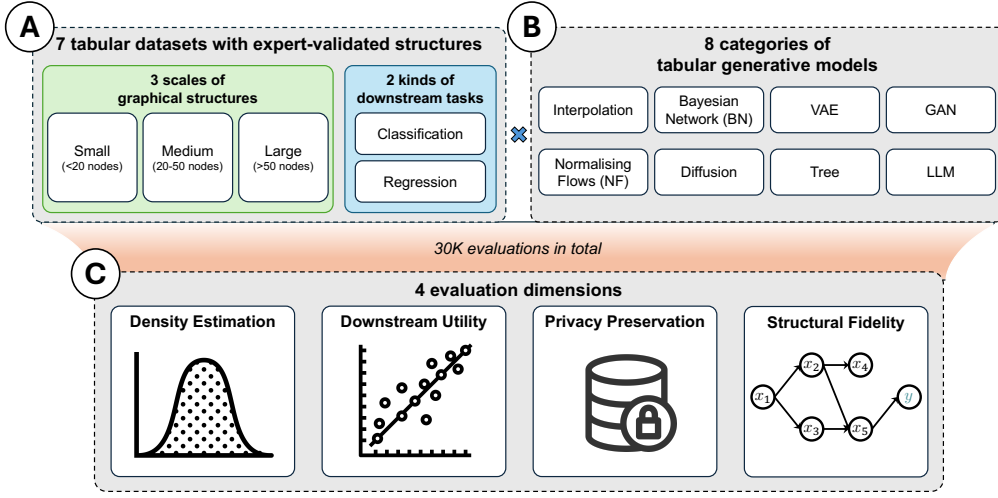 A
7 tabular datasets with expert-validated structures
3 scales of
graphical structures
Small
(<20 nodes)
Medium
(20-50 nodes)
Large
(>50 nodes)
2 kinds of
downstream tasks
Classification
Regression
B
8 categories of
tabular generative models
Interpolation
Bayesian
Network (BN)
VAE
GAN
Normalising
Flows (NF)
Diffusion
Tree
LLM
30K evaluations in total
C
4 evaluation dimensions
Density Estimation
Downstream Utility
Privacy Preservation
Structural Fidelity
x₁
x₂
x₄
x₃
x₅
y